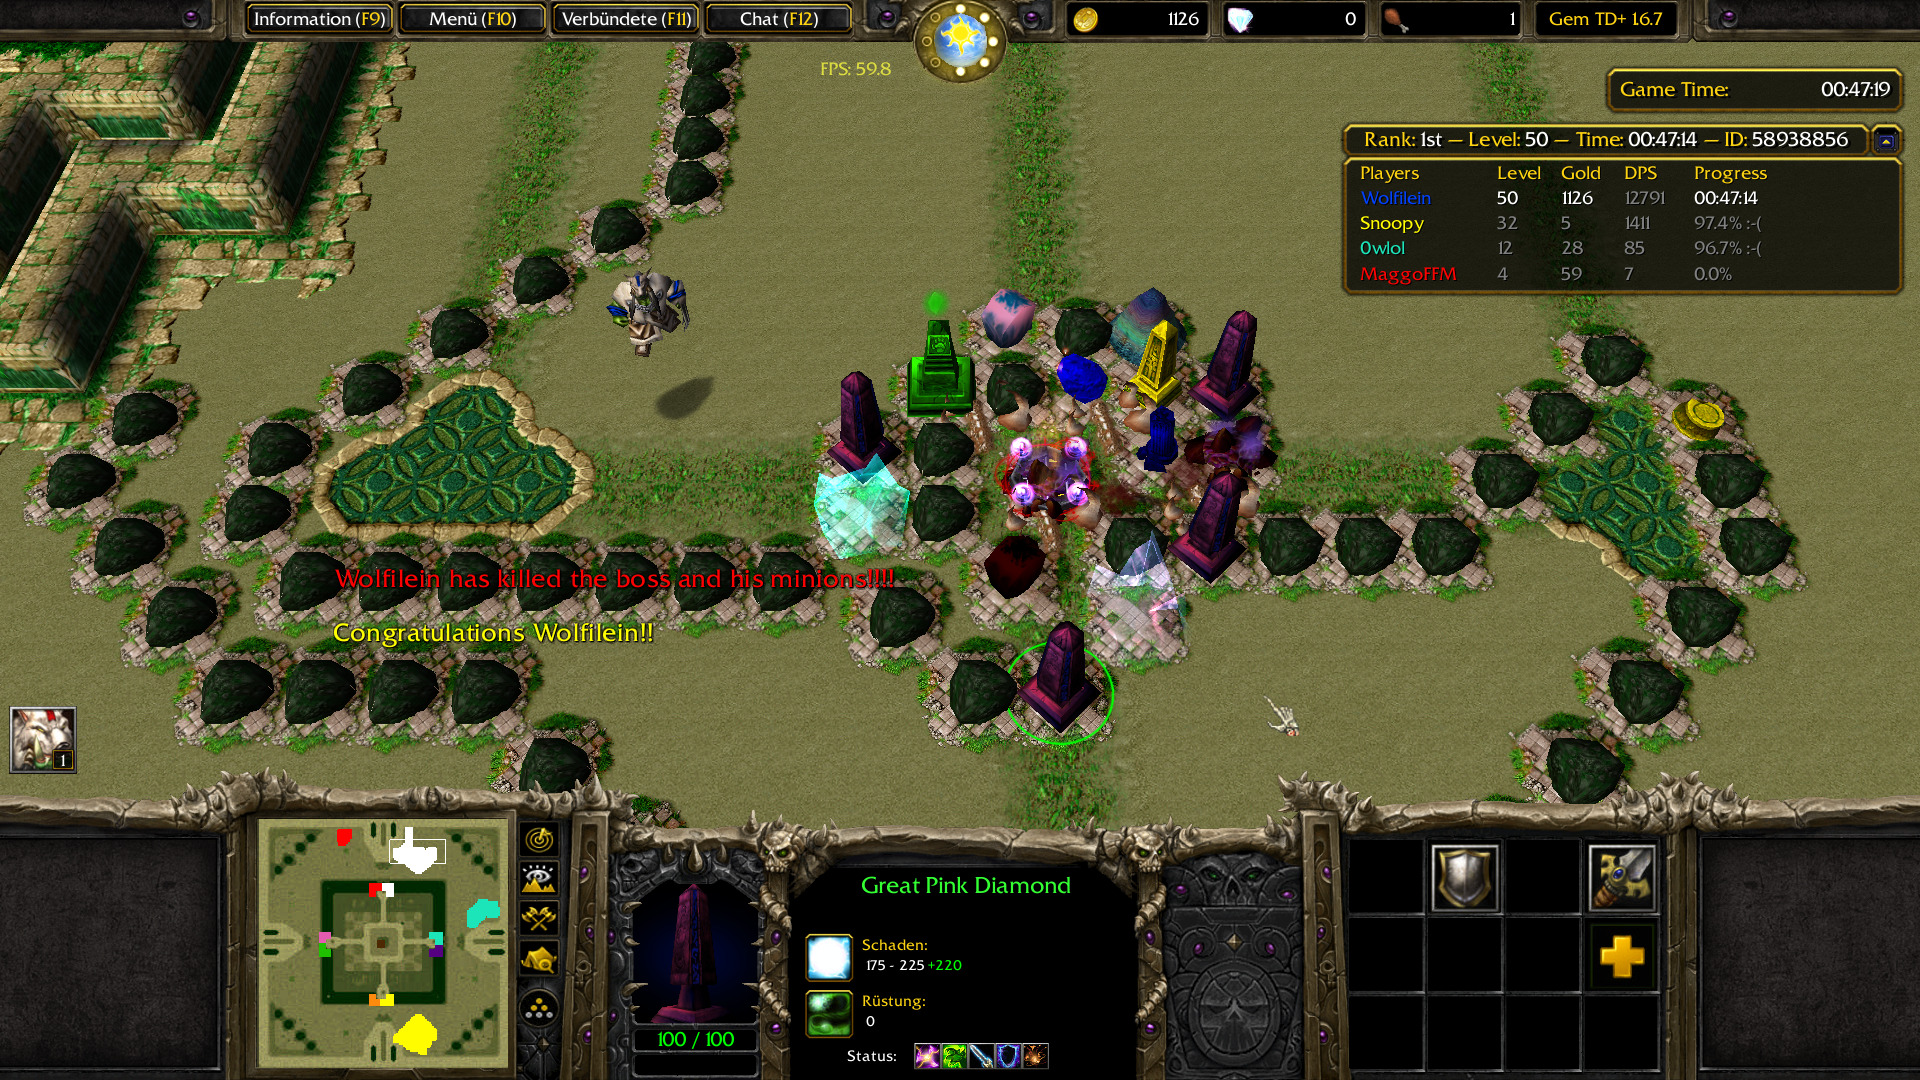 Information (F9) Menü (F10) Verbündete (F11) Chat (F12) 1126 0 1 Gem TD+ 16.7
FPS: 59.8
Game Time: 00:47:19
Rank: 1st – Level: 50 – Time: 00:47:14 – ID: 58938856
Players Level Gold DPS Progress
Wolfilein 50 1126 12791 00:47:14
Snoopy 32 5 1411 97.4% :-(
0wlol 12 28 85 96.7% :-(
MaggoFFM 4 59 7 0.0%
Wolfilein has killed the boss and his minions!!!!
Congratulations Wolfilein!!
1
Great Pink Diamond
Schaden:
175 - 225 +220
Rüstung:
0
100 / 100
Status: